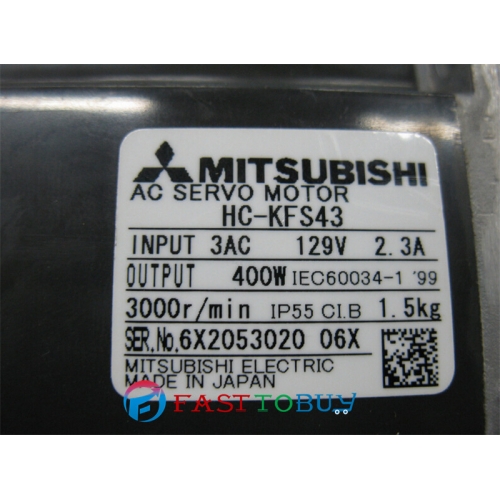 MITSUBISHI
AC SERVO MOTOR
HC-KFS43
INPUT 3AC 129V 2.3A
OUTPUT 400W IEC60034-1 '99
3000r/min IP55 CI.B 1.5kg
SER.No.6X2053020 06X
MITSUBISHI ELECTRIC
MADE IN JAPAN
FASTTOBUY